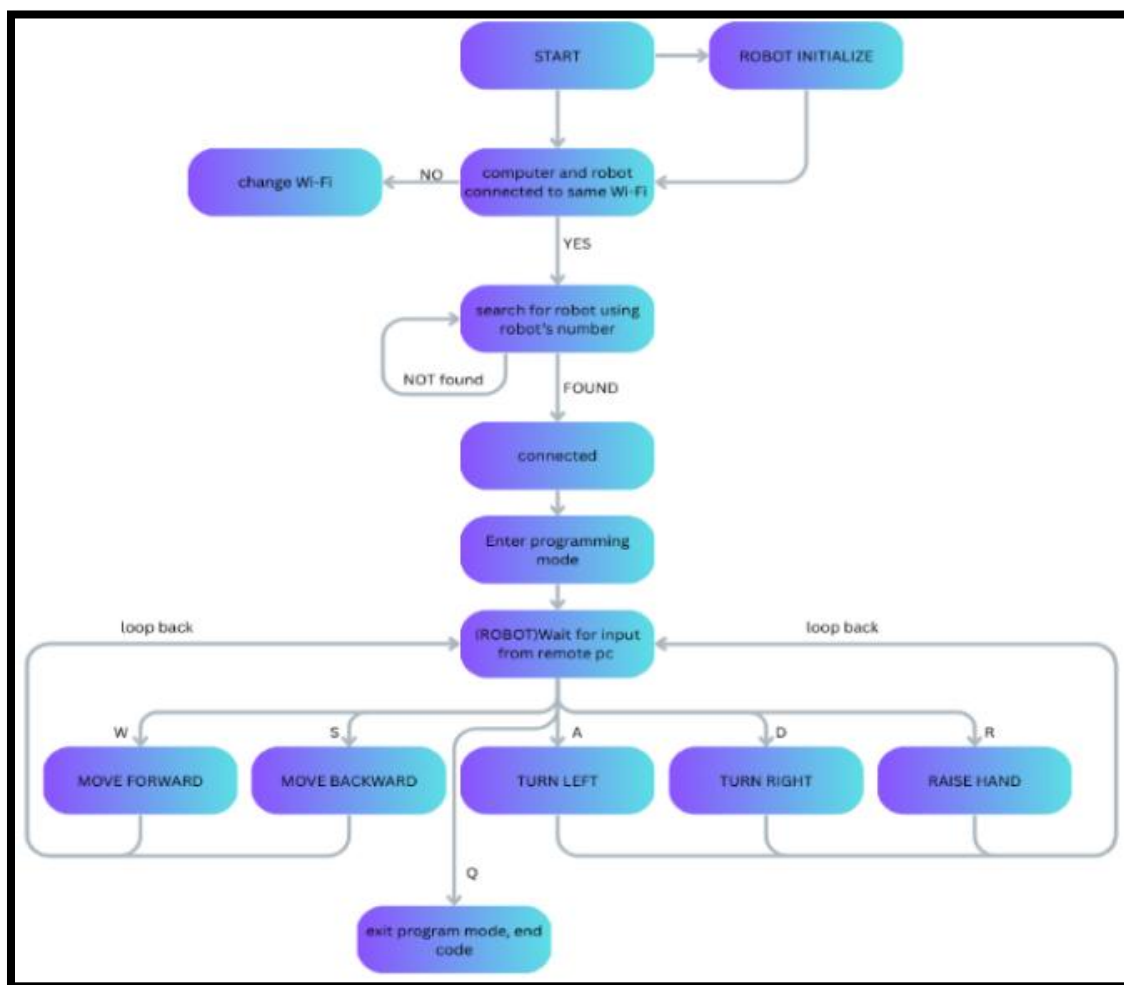 START
ROBOT INITIALIZE
computer and robot
connected to same Wi-Fi
NO
change Wi-Fi
YES
search for robot using
robot's number
NOT found
FOUND
connected
Enter programming
mode
loop back
(ROBOT)Wait for input
from remote pc
loop back
W
S
A
D
R
MOVE FORWARD
MOVE BACKWARD
TURN LEFT
TURN RIGHT
RAISE HAND
Q
exit program mode, end
code